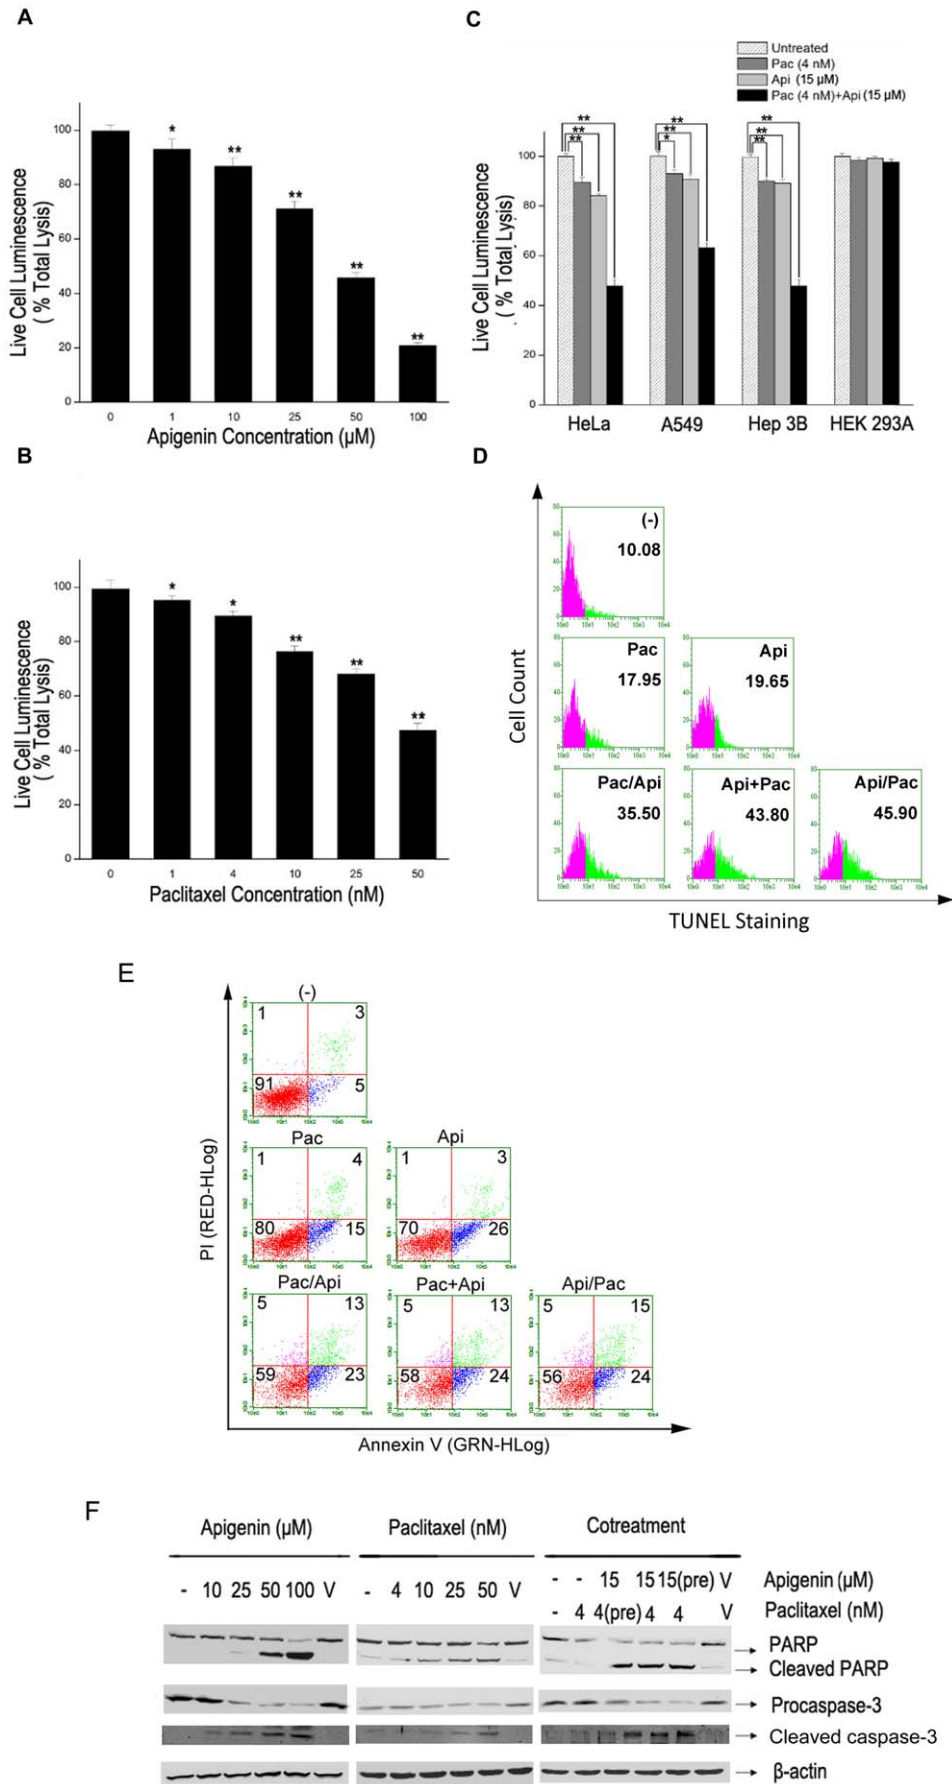 A
Live Cell Luminescence
( % Total Lysis)
100
80
60
40
20
0
* ** ** ** **
0 1 10 25 50 100
Apigenin Concentration (µM)
B
Live Cell Luminescence
( % Total Lysis)
100
80
60
40
20
0
* * ** ** **
0 1 4 10 25 50
Paclitaxel Concentration (nM)
C
Untreated
Pac (4 nM)
Api (15 µM)
Pac (4 nM)+Api (15 µM)
Live Cell Luminescence
( % Total Lysis)
100
80
60
40
20
0
** ** **
** ** **
** * **
HeLa A549 Hep 3B HEK 293A
D
Cell Count
(-)
10.08
Pac
17.95
Api
19.65
Pac/Api
35.50
Api+Pac
43.80
Api/Pac
45.90
TUNEL Staining
E
PI (RED-HLog)
(-)
1 3
91 5
Pac
1 4
80 15
Api
1 3
70 26
Pac/Api
5 13
59 23
Pac+Api
5 13
58 24
Api/Pac
5 15
56 24
Annexin V (GRN-HLog)
F
Apigenin (µM) Paclitaxel (nM) Cotreatment
- 10 25 50 100 V
- 4 10 25 50 V
- - 15 15 15(pre) V Apigenin (µM)
- 4 4(pre) 4 4 V Paclitaxel (nM)
PARP
Cleaved PARP
Procaspase-3
Cleaved caspase-3
β-actin